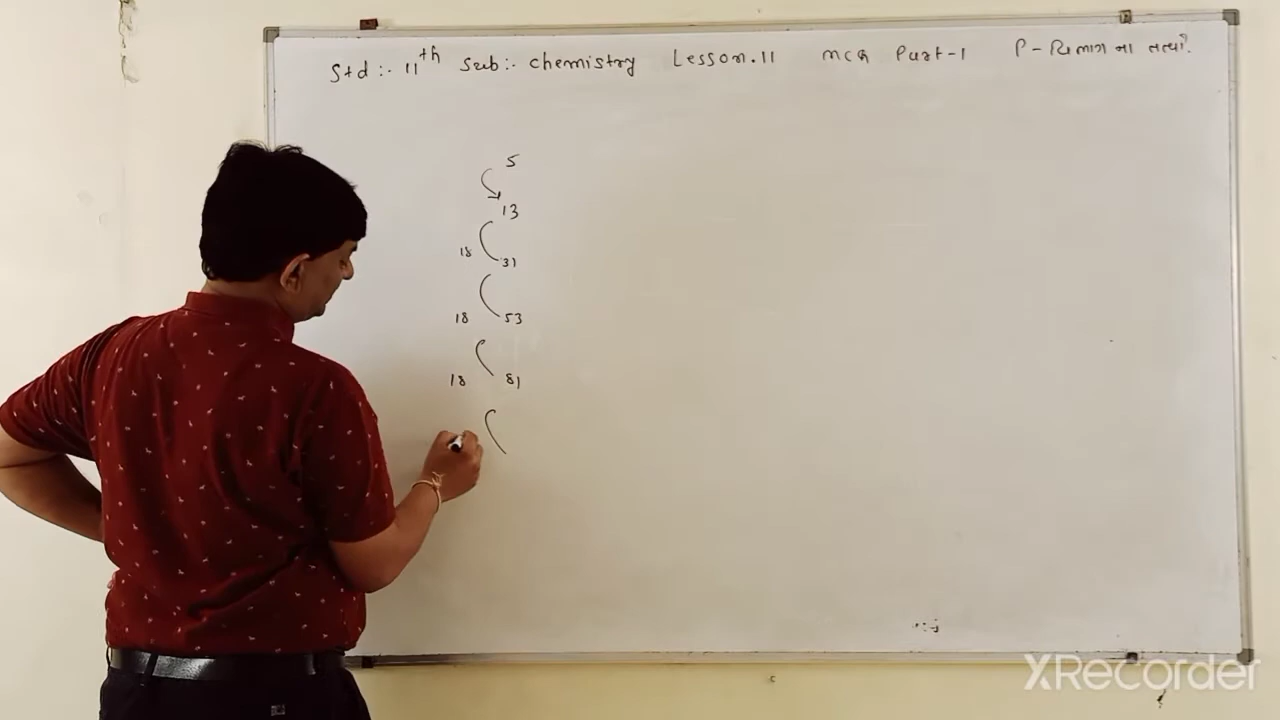 Std :- 11th Sub :- Chemistry Lesson.11 MCQ Part-1 P-વિભાગ ના તત્વો.
5
13
18 31
18 53
18 81
XRecorder